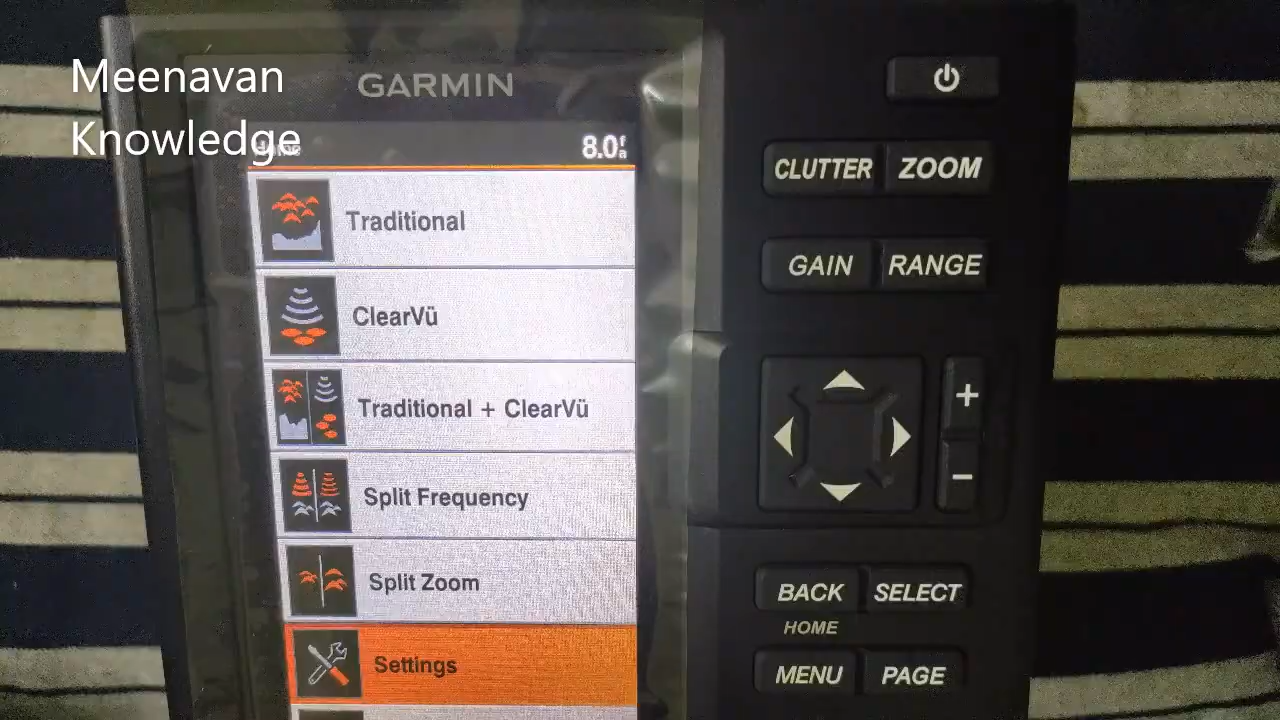 Meenavan
Knowledge
GARMIN
8.0 fa
Traditional
ClearVü
Traditional + ClearVü
Split Frequency
Split Zoom
Settings
CLUTTER ZOOM
GAIN RANGE
+
−
BACK SELECT
HOME
MENU PAGE